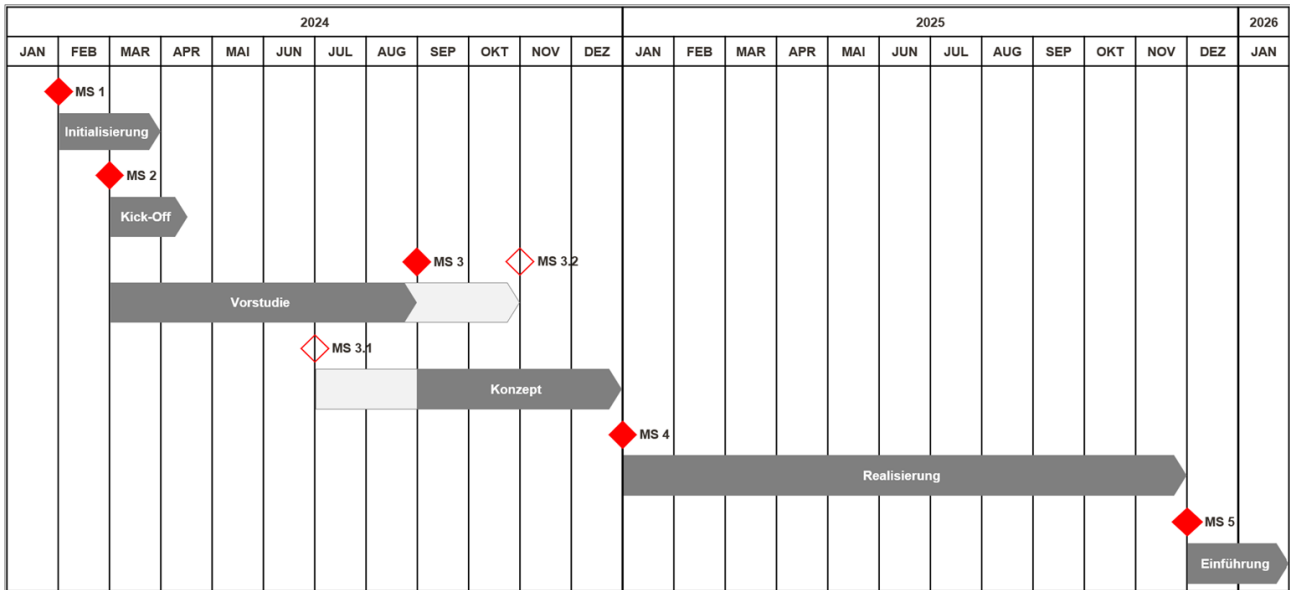 2024 2025 2026
JAN FEB MAR APR MAI JUN JUL AUG SEP OKT NOV DEZ JAN FEB MAR APR MAI JUN JUL AUG SEP OKT NOV DEZ JAN
MS 1
Initialisierung
MS 2
Kick-Off
MS 3 MS 3.2
Vorstudie
MS 3.1
Konzept
MS 4
Realisierung
MS 5
Einführung